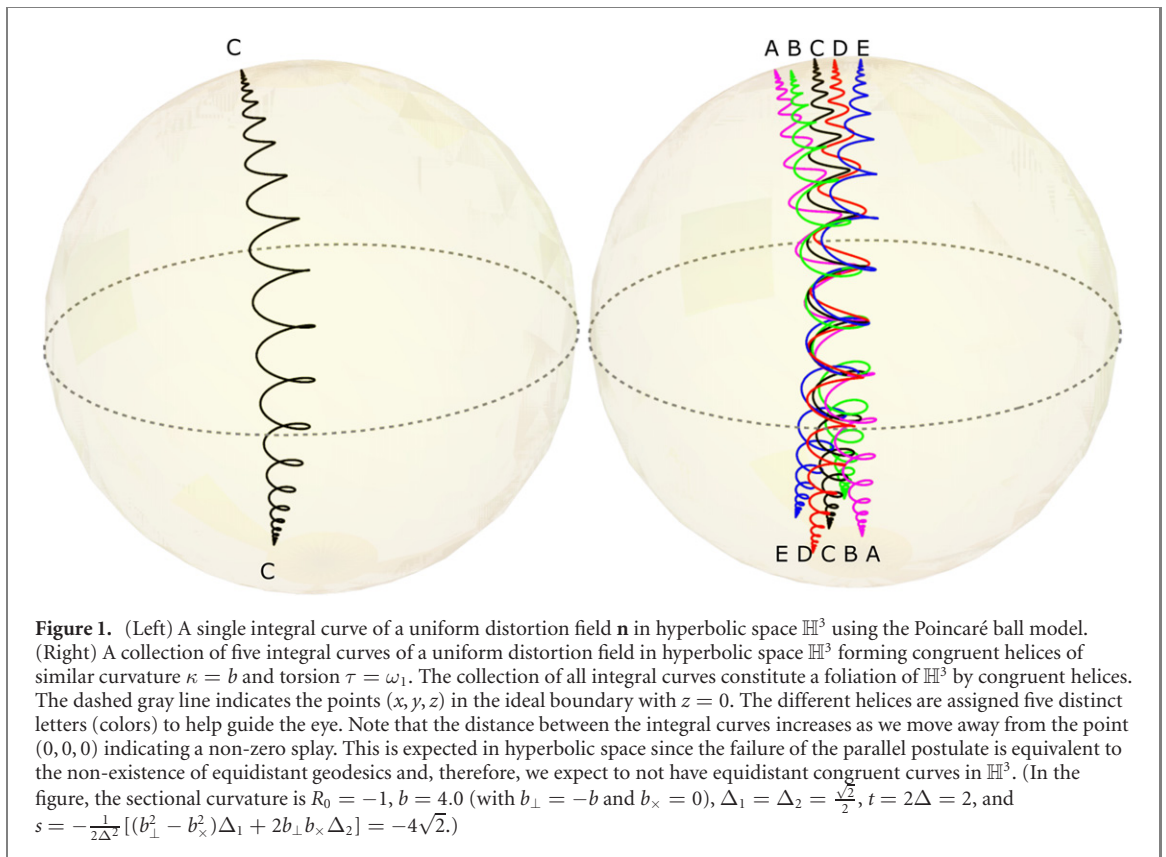 C
A B C D E
C
E D C B A
Figure 1. (Left) A single integral curve of a uniform distortion field n in hyperbolic space ℍ³ using the Poincaré ball model.
(Right) A collection of five integral curves of a uniform distortion field in hyperbolic space ℍ³ forming congruent helices of
similar curvature κ = b and torsion τ = ω₁. The collection of all integral curves constitute a foliation of ℍ³ by congruent helices.
The dashed gray line indicates the points (x, y, z) in the ideal boundary with z = 0. The different helices are assigned five distinct
letters (colors) to help guide the eye. Note that the distance between the integral curves increases as we move away from the point
(0, 0, 0) indicating a non-zero splay. This is expected in hyperbolic space since the failure of the parallel postulate is equivalent to
the non-existence of equidistant geodesics and, therefore, we expect to not have equidistant congruent curves in ℍ³. (In the
figure, the sectional curvature is R₀ = −1, b = 4.0 (with b⊥ = −b and b× = 0), Δ₁ = Δ₂ = √2/2, t = 2Δ = 2, and
s = −1/(2Δ²) [(b⊥² − b×²)Δ₁ + 2b⊥b×Δ₂] = −4√2.)